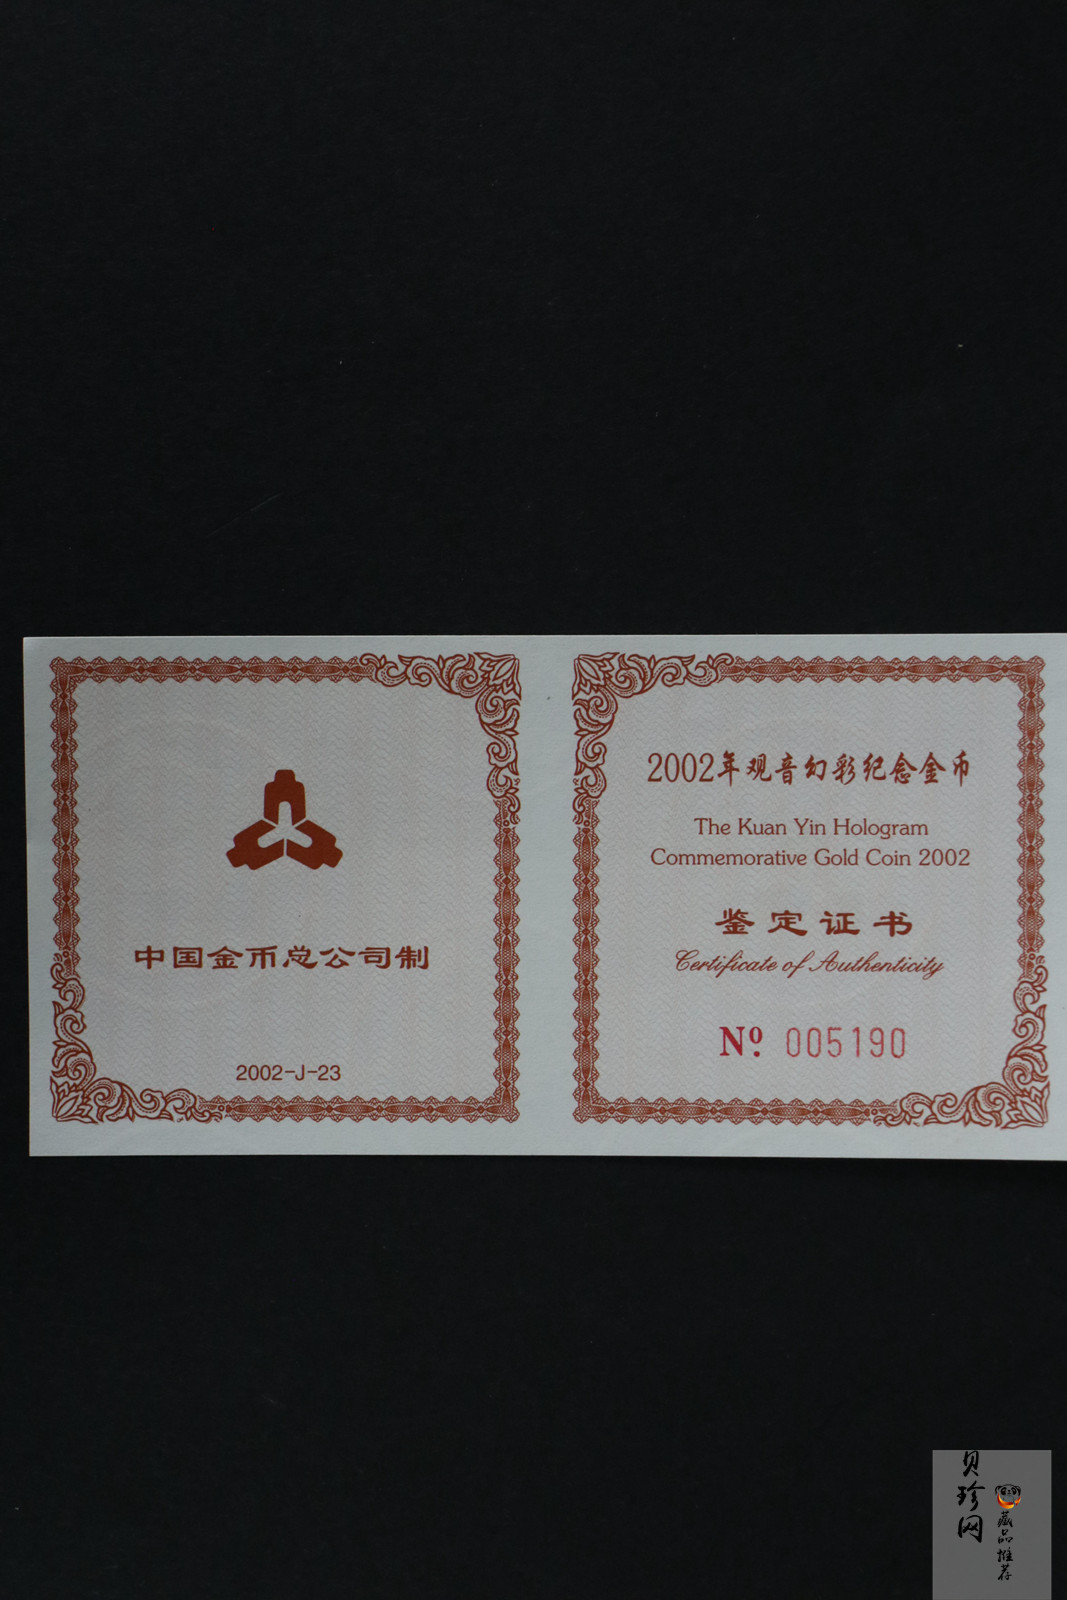 中国金币总公司制
2002-J-23
2002年观音幻彩纪念金币
The Kuan Yin Hologram
Commemorative Gold Coin 2002
鉴定证书
Certificate of Authenticity
Nº 005190
贝珍网
藏品推荐